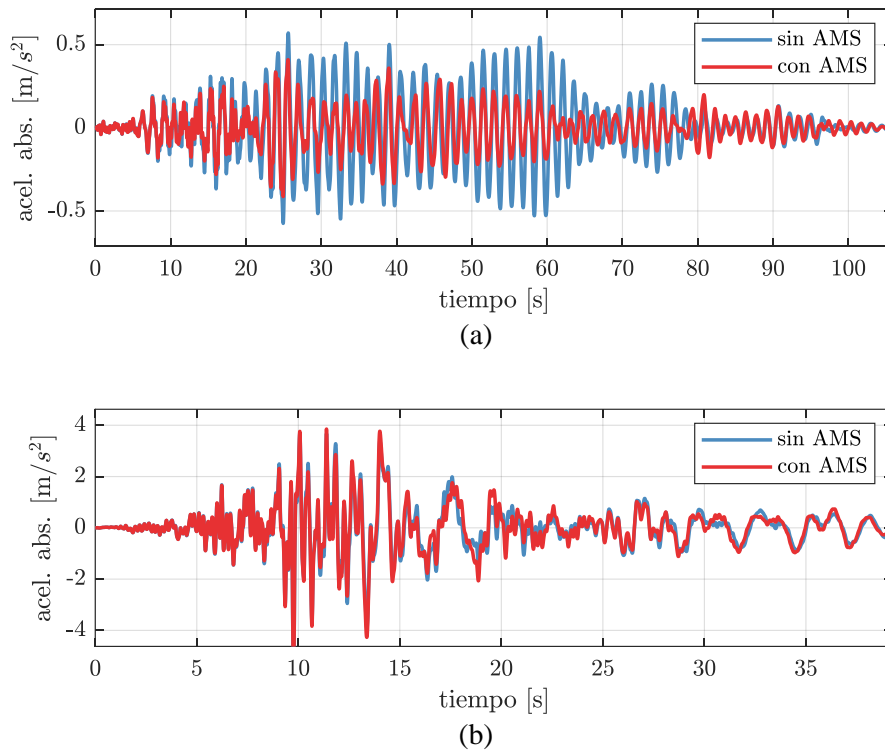 sin AMS
con AMS
acel. abs. [m/s²]
0.5
0
-0.5
0 10 20 30 40 50 60 70 80 90 100
tiempo [s]
(a)
sin AMS
con AMS
acel. abs. [m/s²]
4
2
0
-2
-4
0 5 10 15 20 25 30 35
tiempo [s]
(b)